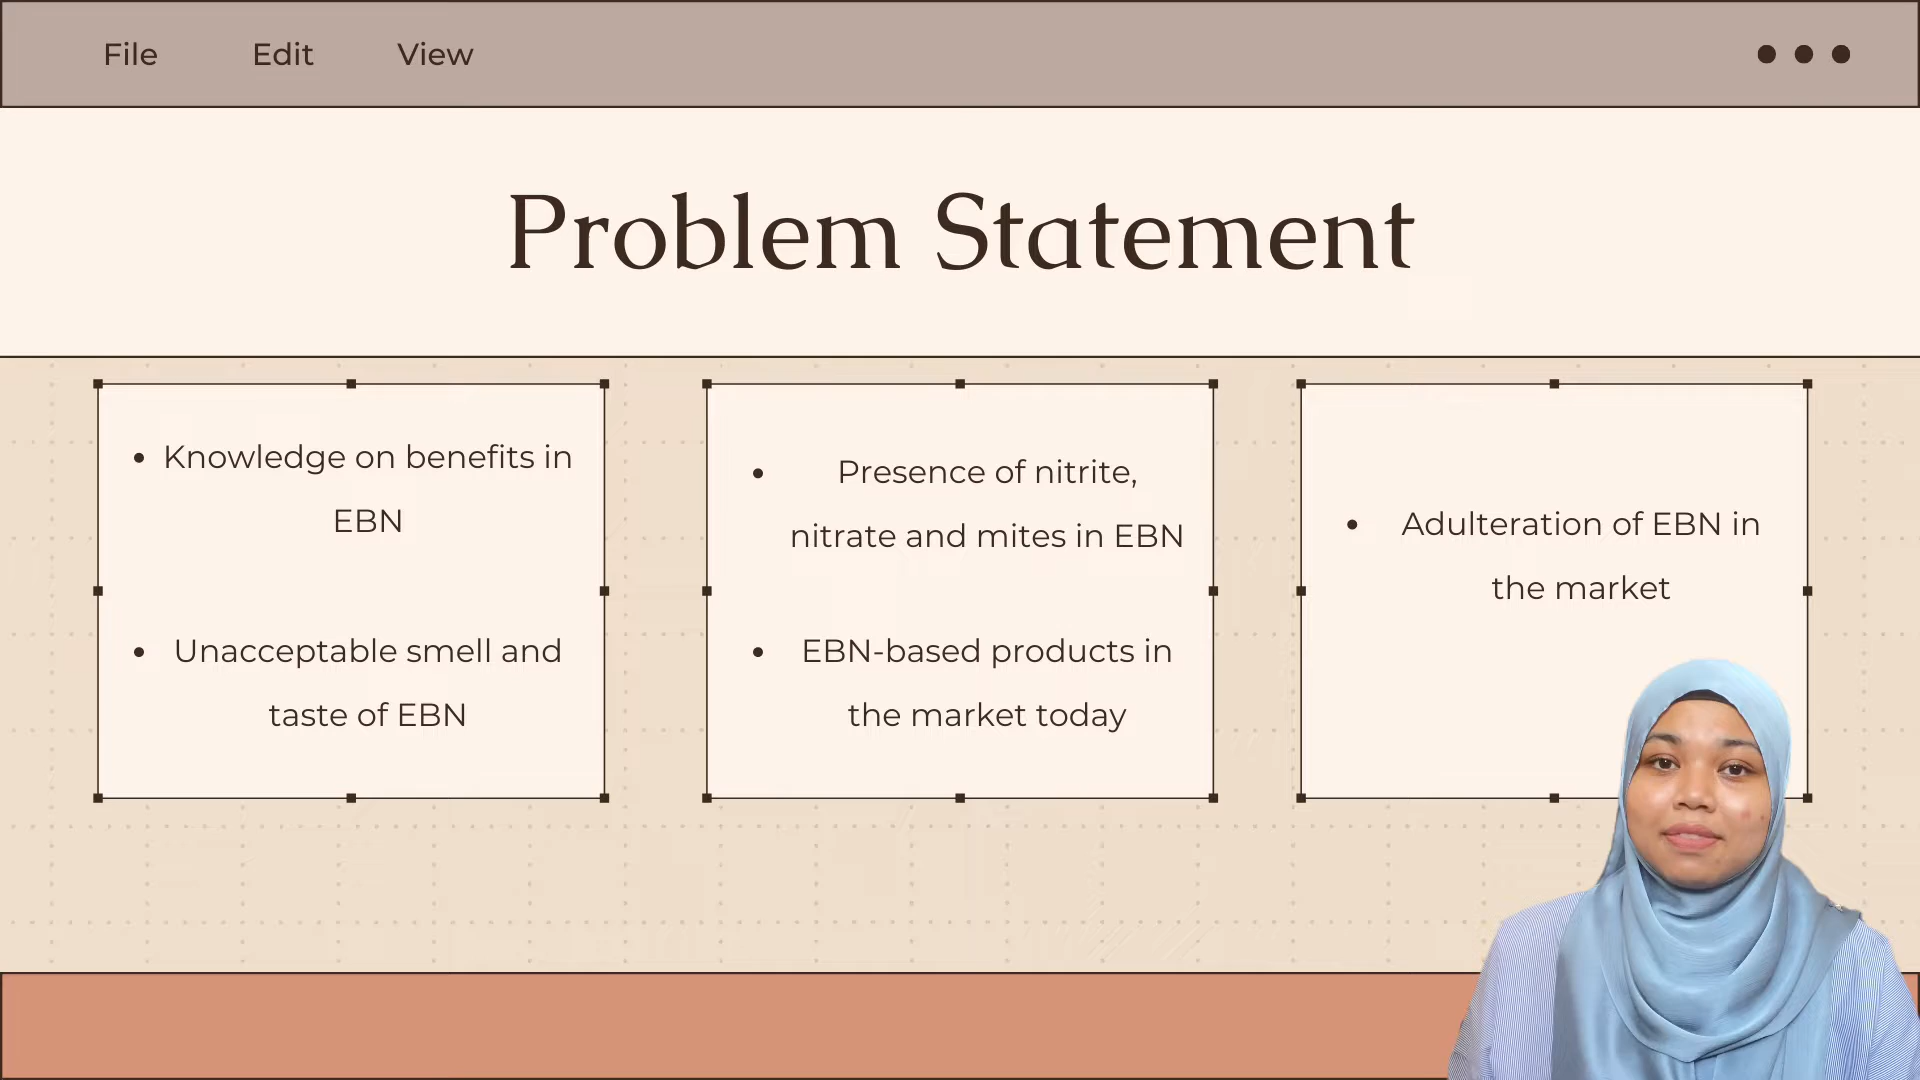 File Edit View
Problem Statement
• Knowledge on benefits in
EBN
• Unacceptable smell and
taste of EBN
• Presence of nitrite,
nitrate and mites in EBN
• EBN-based products in
the market today
• Adulteration of EBN in
the market